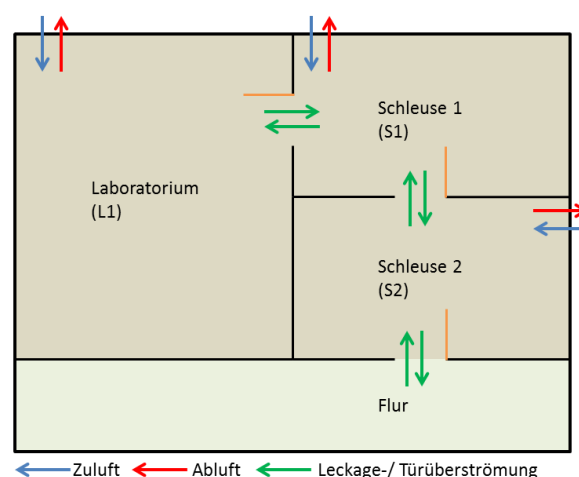 Laboratorium
(L1)
Schleuse 1
(S1)
Schleuse 2
(S2)
Flur
Zuluft
Abluft
Leckage-/ Türüberströmung